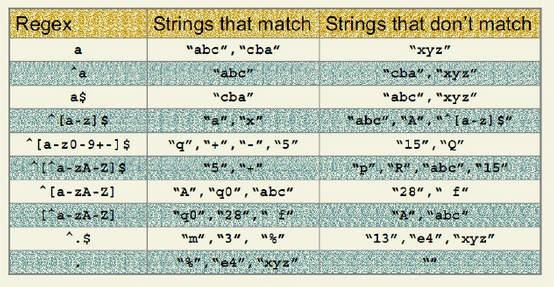 Regex Strings that match Strings that don't match
a "abc","cba" "xyz"
^a "abc" "cba","xyz"
a$ "cba" "abc","xyz"
^[a-z]$ "a","x" "abc","A","^[a-z]$"
^[a-z0-9+-]$ "q","+","-","5" "15","Q"
^[^a-zA-Z]$ "5","-" "p","R","abc","15"
^[a-zA-Z] "A","q0","abc" "28"," f"
[^a-zA-Z] "q0","28"," f" "A","abc"
^.$ "m","3", "%" "13","e4","xyz"
. "%","e4","xyz" ""